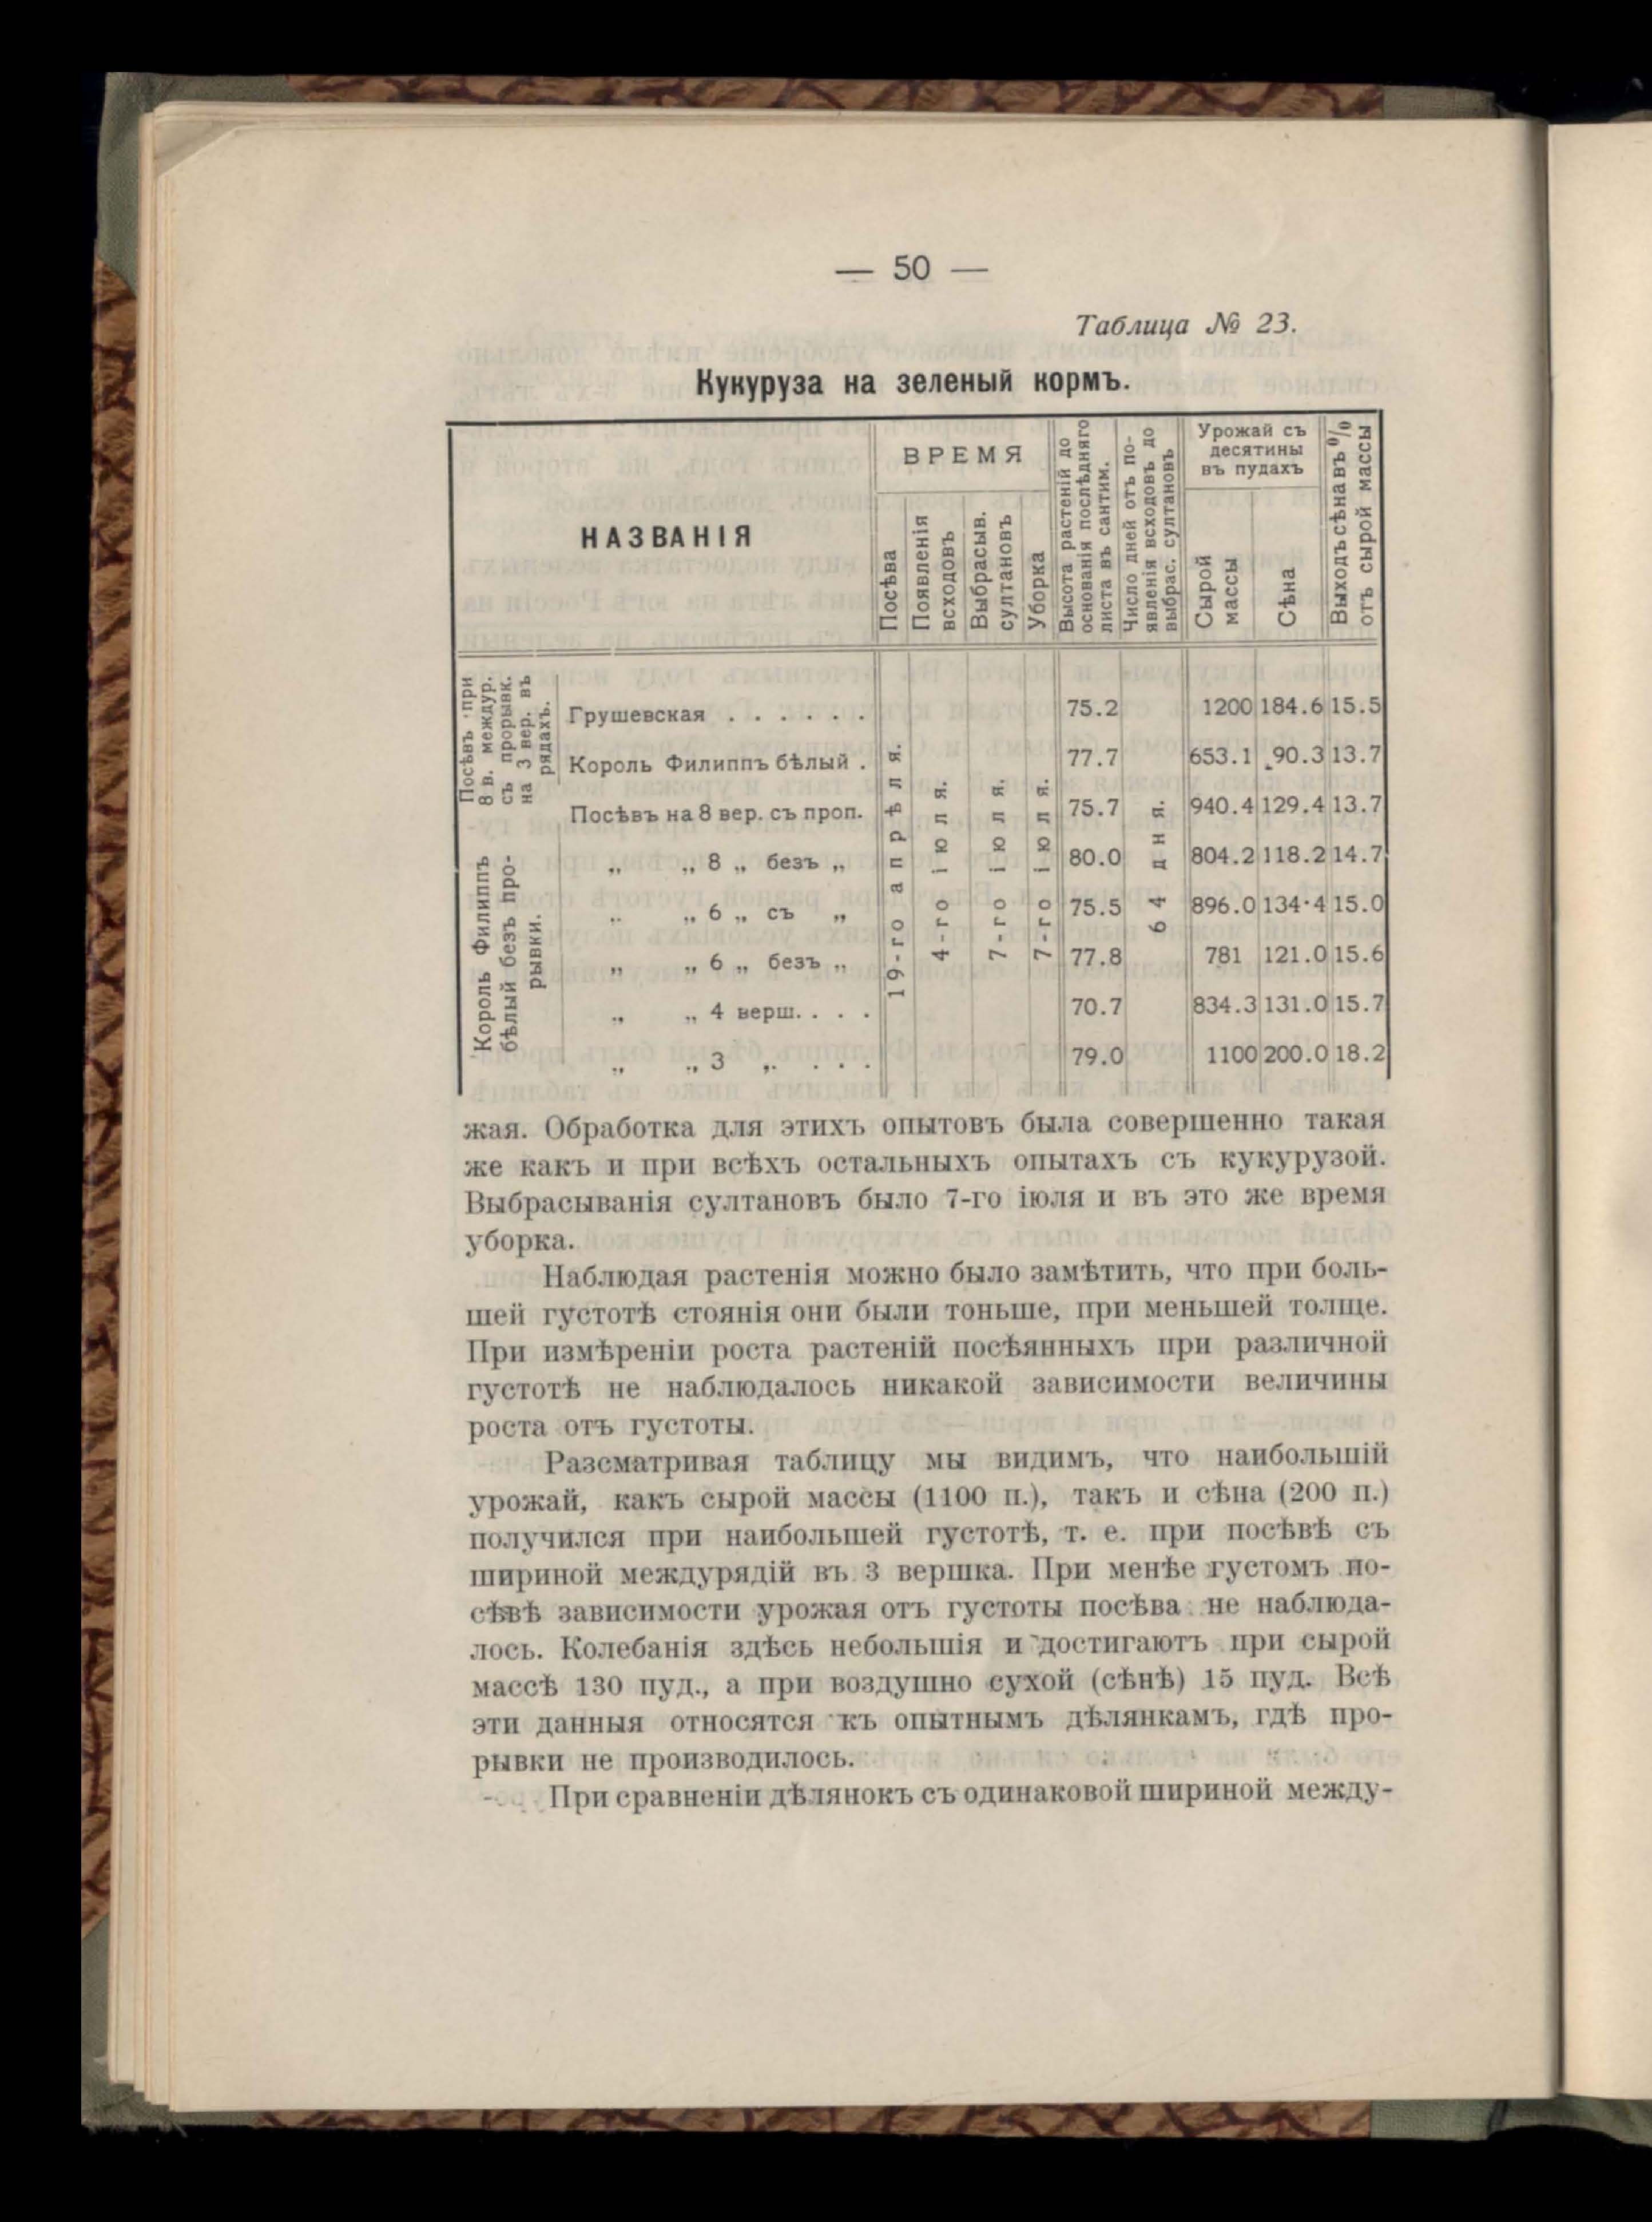 — 50 —
Таблица № 23.
Кукуруза на зеленый кормъ.
НАЗВАНІЯ
ВРЕМЯ
Посѣва
Появленія
всходовъ
Выбрасыв.
султановъ
Уборка
Высота растеній до
основанія послѣдняго
листа въ сантим.
Число дней отъ по-
явленія всходовъ до
выбрас. султановъ
Урожай съ
десятины
въ пудахъ
Сырой
массы
Сѣна
Выходъ сѣна въ %
отъ сырой массы
Посѣвъ при
8 в. междур.
съ прорывк.
на 3 вер. въ
рядахъ.
Грушевская . . . . . . 75.2 1200 184.6 15.5
Король Филиппъ бѣлый . 77.7 653.1 90.3 13.7
Король Филиппъ
бѣлый безъ про-
рывки.
Посѣвъ на 8 вер. съ проп. 75.7 940.4 129.4 13.7
„ „ 8 „ безъ „ 80.0 804.2 118.2 14.7
„ „ 6 „ съ „ 75.5 896.0 134·4 15.0
„ „ 6 „ безъ „ 77.8 781 121.0 15.6
„ „ 4 верш. . . . 70.7 834.3 131.0 15.7
„ „ 3 „ . . . 79.0 1100 200.0 18.2
19-го апрѣля.
4-го іюля.
7-го іюля.
7-го іюля.
64 дня.
жая. Обработка для этихъ опытовъ была совершенно такая
же какъ и при всѣхъ остальныхъ опытахъ съ кукурузой.
Выбрасыванія султановъ было 7-го іюля и въ это же время
уборка.
Наблюдая растенія можно было замѣтить, что при боль-
шей густотѣ стоянія они были тоньше, при меньшей толще.
При измѣреніи роста растеній посѣянныхъ при различной
густотѣ не наблюдалось никакой зависимости величины
роста отъ густоты.
Разсматривая таблицу мы видимъ, что наибольшій
урожай, какъ сырой массы (1100 п.), такъ и сѣна (200 п.)
получился при наибольшей густотѣ, т. е. при посѣвѣ съ
шириной междурядій въ 3 вершка. При менѣе густомъ по-
сѣвѣ зависимости урожая отъ густоты посѣва не наблюда-
лось. Колебанія здѣсь небольшія и достигаютъ при сырой
массѣ 130 пуд., а при воздушно сухой (сѣнѣ) 15 пуд. Всѣ
эти данныя относятся къ опытнымъ дѣлянкамъ, гдѣ про-
рывки не производилось.
При сравненіи дѣлянокъ съ одинаковой шириной между-